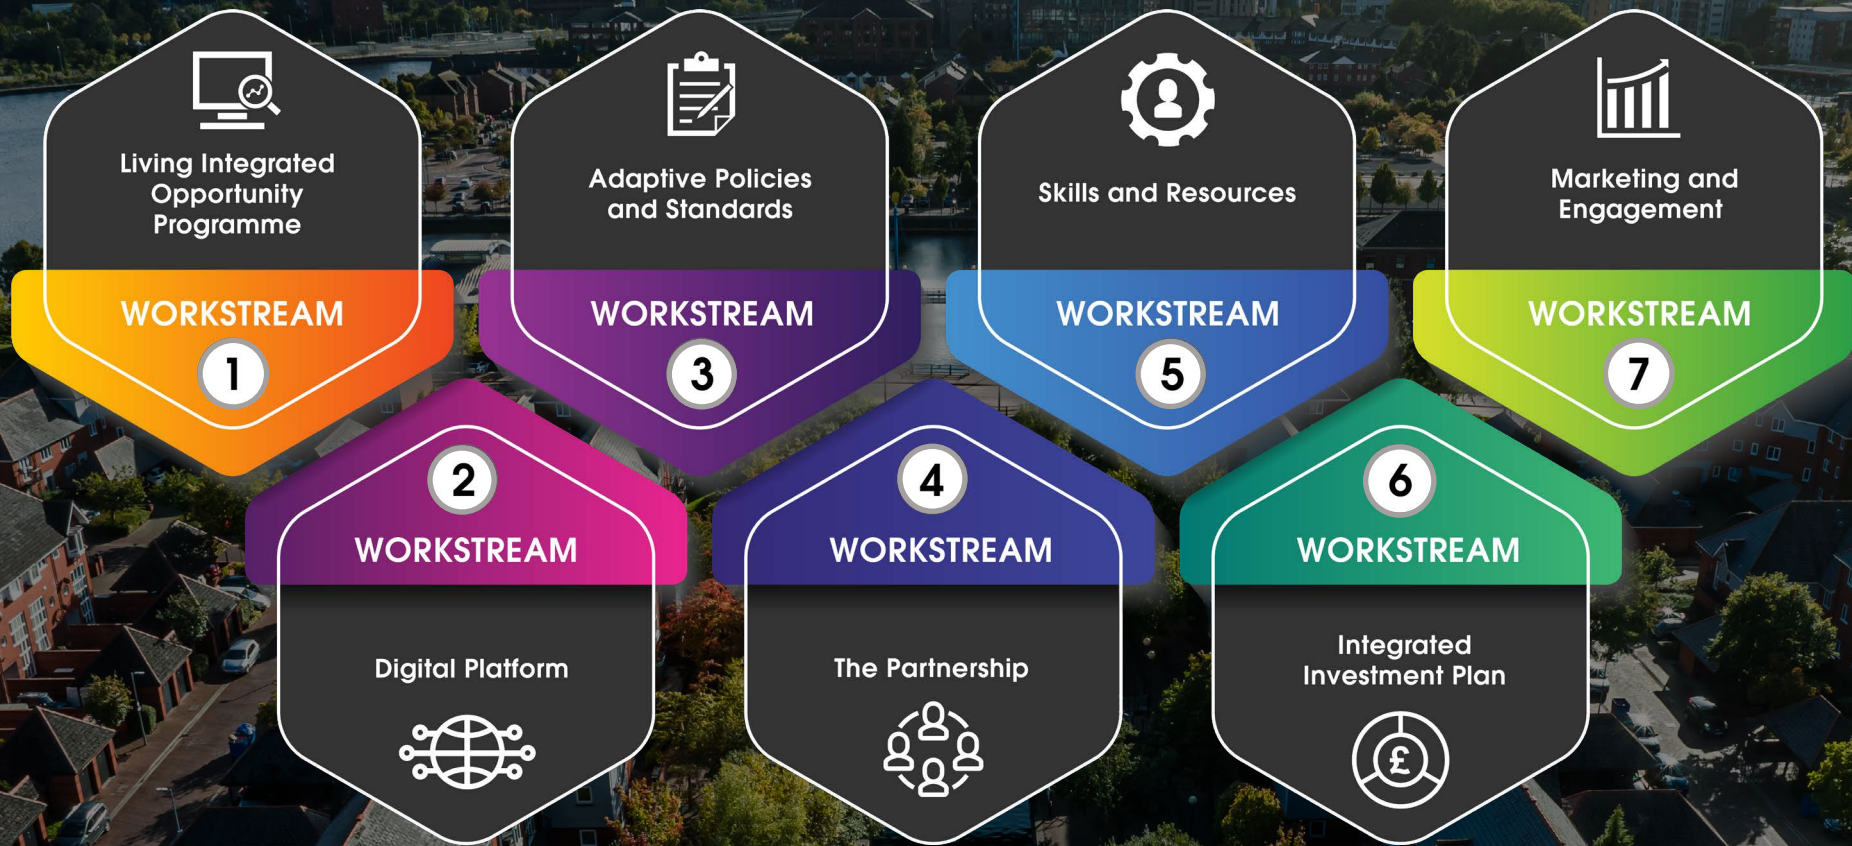 Living Integrated
Opportunity
Programme
WORKSTREAM
1
2
WORKSTREAM
Digital Platform
Adaptive Policies
and Standards
WORKSTREAM
3
4
WORKSTREAM
The Partnership
Skills and Resources
WORKSTREAM
5
6
WORKSTREAM
Integrated
Investment Plan
£
Marketing and
Engagement
WORKSTREAM
7